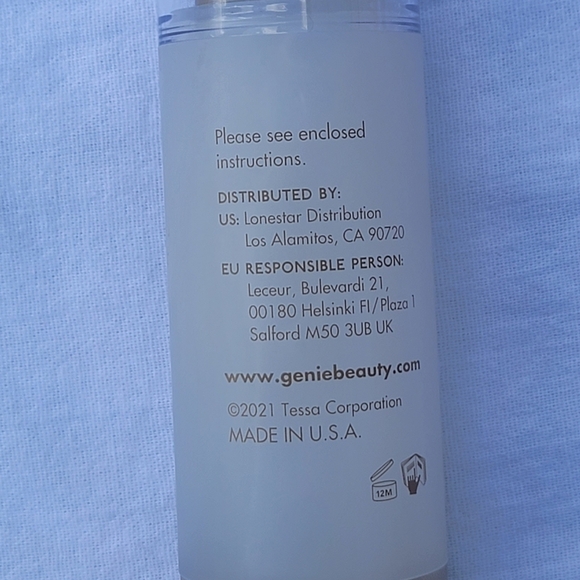 Please see enclosed
instructions.
DISTRIBUTED BY:
US: Lonestar Distribution
Los Alamitos, CA 90720
EU RESPONSIBLE PERSON:
Leceur, Bulevardi 21,
00180 Helsinki FI/Plaza 1
Salford M50 3UB UK
www.geniebeauty.com
©2021 Tessa Corporation
MADE IN U.S.A.
12M